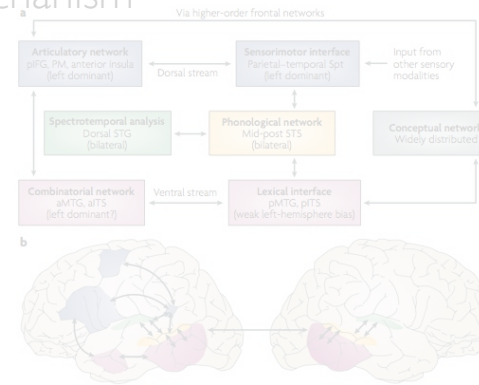 echanism
a
Via higher-order frontal networks
Articulatory network
pIFG, PM, anterior insula
(left dominant)
Dorsal stream
Sensorimotor interface
Parietal–temporal Spt
(left dominant)
Input from
other sensory
modalities
Spectrotemporal analysis
Dorsal STG
(bilateral)
Phonological network
Mid-post STS
(bilateral)
Conceptual network
Widely distributed
Combinatorial network
aMTG, aITS
(left dominant?)
Ventral stream
Lexical interface
pMTG, pITS
(weak left-hemisphere bias)
b